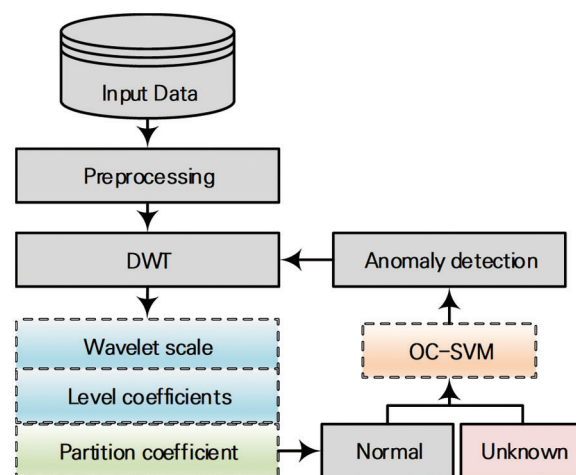 Input Data
Preprocessing
DWT
Anomaly detection
Wavelet scale
OC-SVM
Level coefficients
Partition coefficient
Normal
Unknown